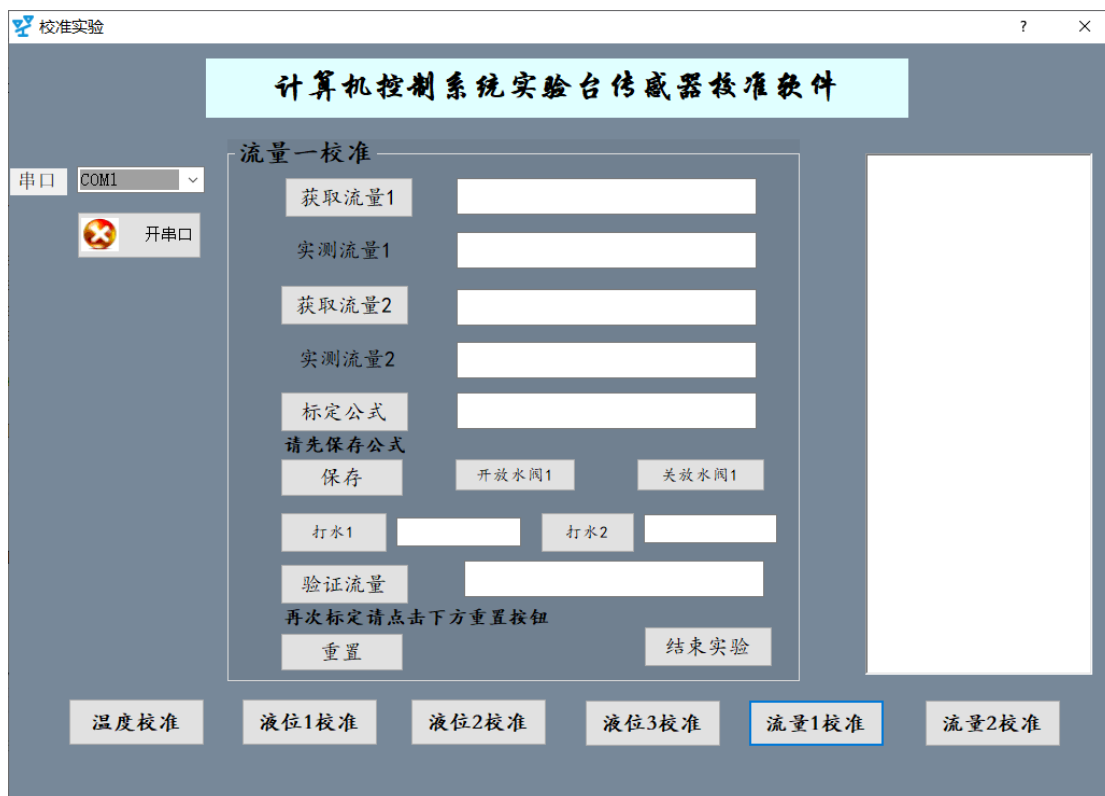 校准实验
计算机控制系统实验台传感器校准软件
流量一校准
串口 COM1
开串口
获取流量1
实测流量1
获取流量2
实测流量2
标定公式
请先保存公式
保存 开放水阀1 关放水阀1
打水1 打水2
验证流量
再次标定请点击下方重置按钮
重置 结束实验
温度校准 液位1校准 液位2校准 液位3校准 流量1校准 流量2校准